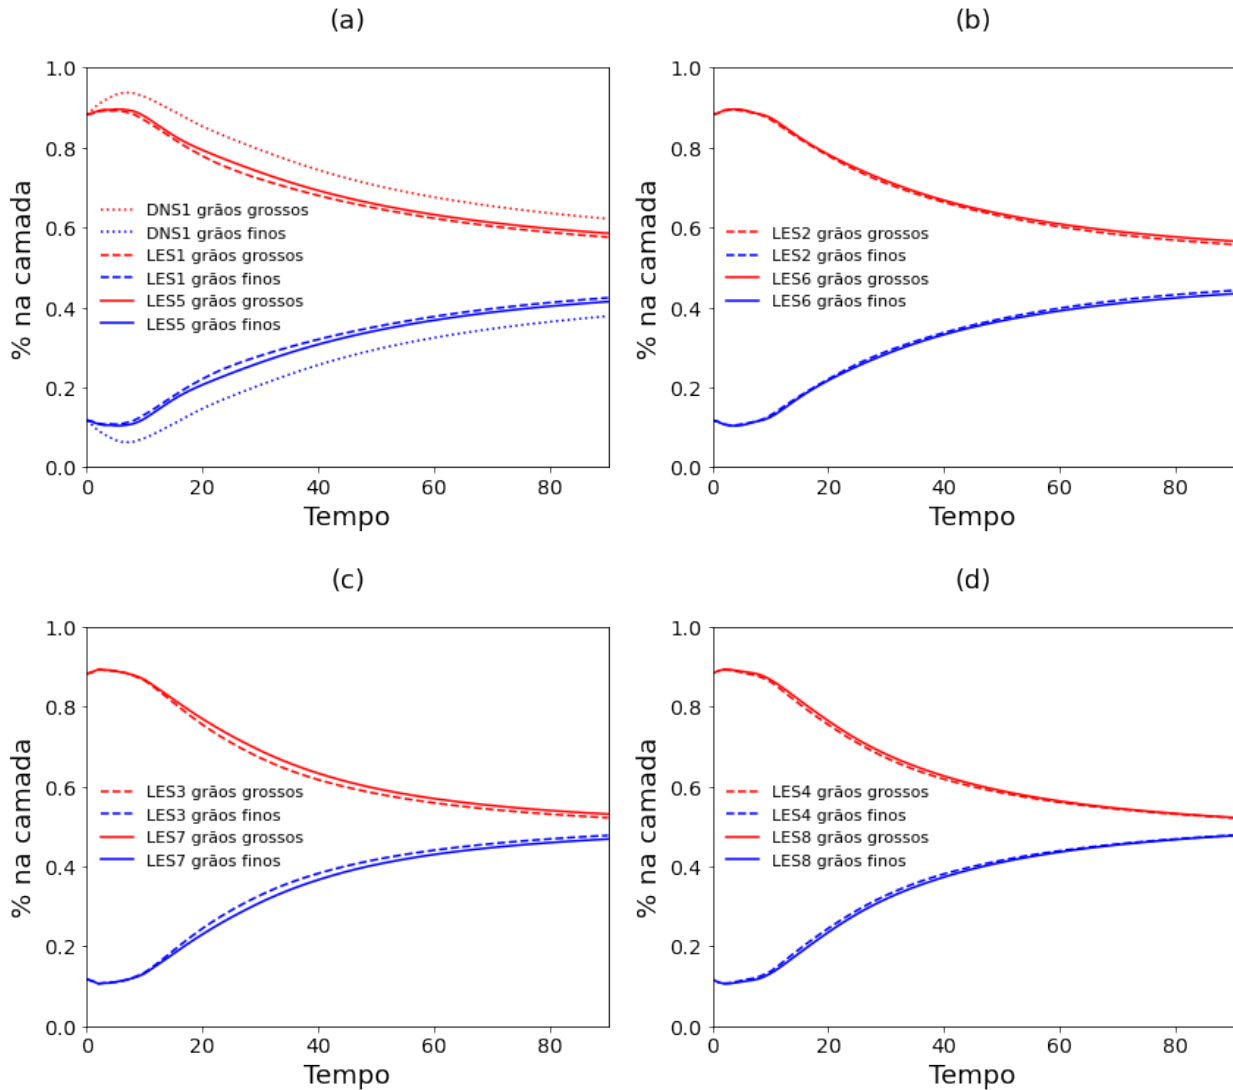 (a)
% na camada
1.0
0.8
0.6
0.4
0.2
0.0
DNS1 grãos grossos
DNS1 grãos finos
LES1 grãos grossos
LES1 grãos finos
LES5 grãos grossos
LES5 grãos finos
0 20 40 60 80
Tempo
(b)
% na camada
1.0
0.8
0.6
0.4
0.2
0.0
LES2 grãos grossos
LES2 grãos finos
LES6 grãos grossos
LES6 grãos finos
0 20 40 60 80
Tempo
(c)
% na camada
1.0
0.8
0.6
0.4
0.2
0.0
LES3 grãos grossos
LES3 grãos finos
LES7 grãos grossos
LES7 grãos finos
0 20 40 60 80
Tempo
(d)
% na camada
1.0
0.8
0.6
0.4
0.2
0.0
LES4 grãos grossos
LES4 grãos finos
LES8 grãos grossos
LES8 grãos finos
0 20 40 60 80
Tempo